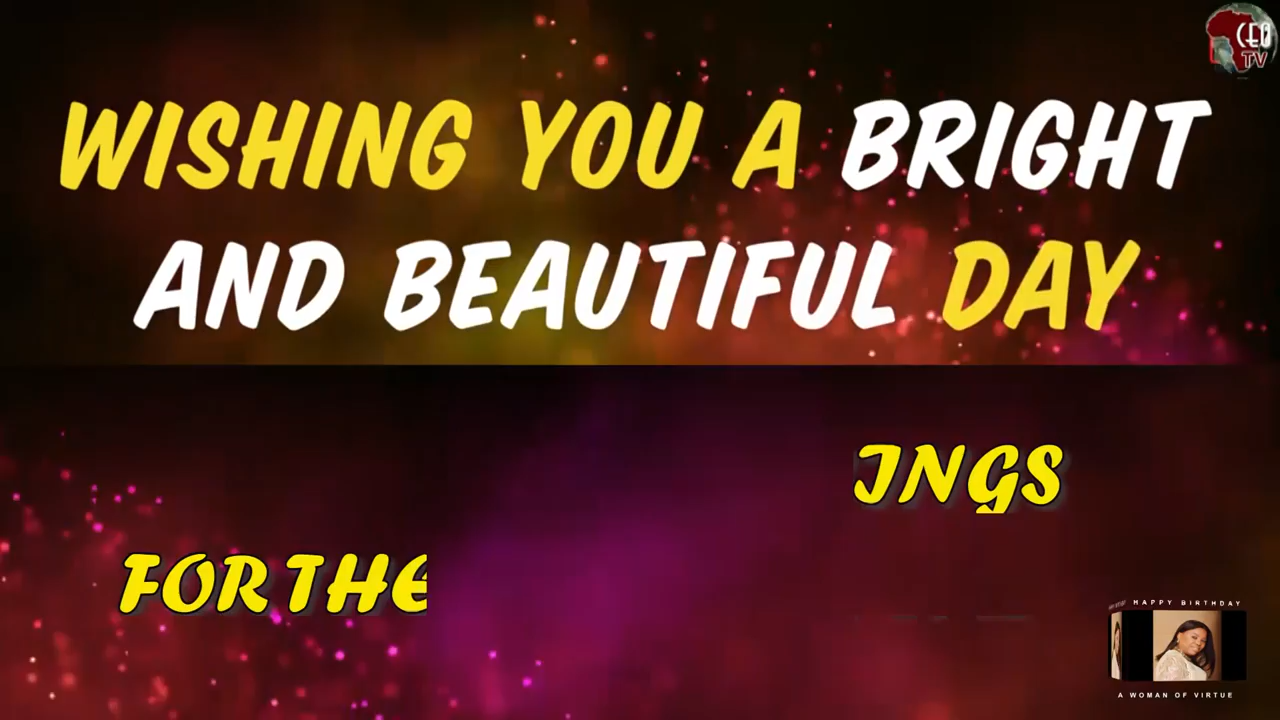 CEO
TV
WISHING YOU A BRIGHT
AND BEAUTIFUL DAY
INGS
FOR THE
HAPPY BIRTHDAY
A WOMAN OF VIRTUE